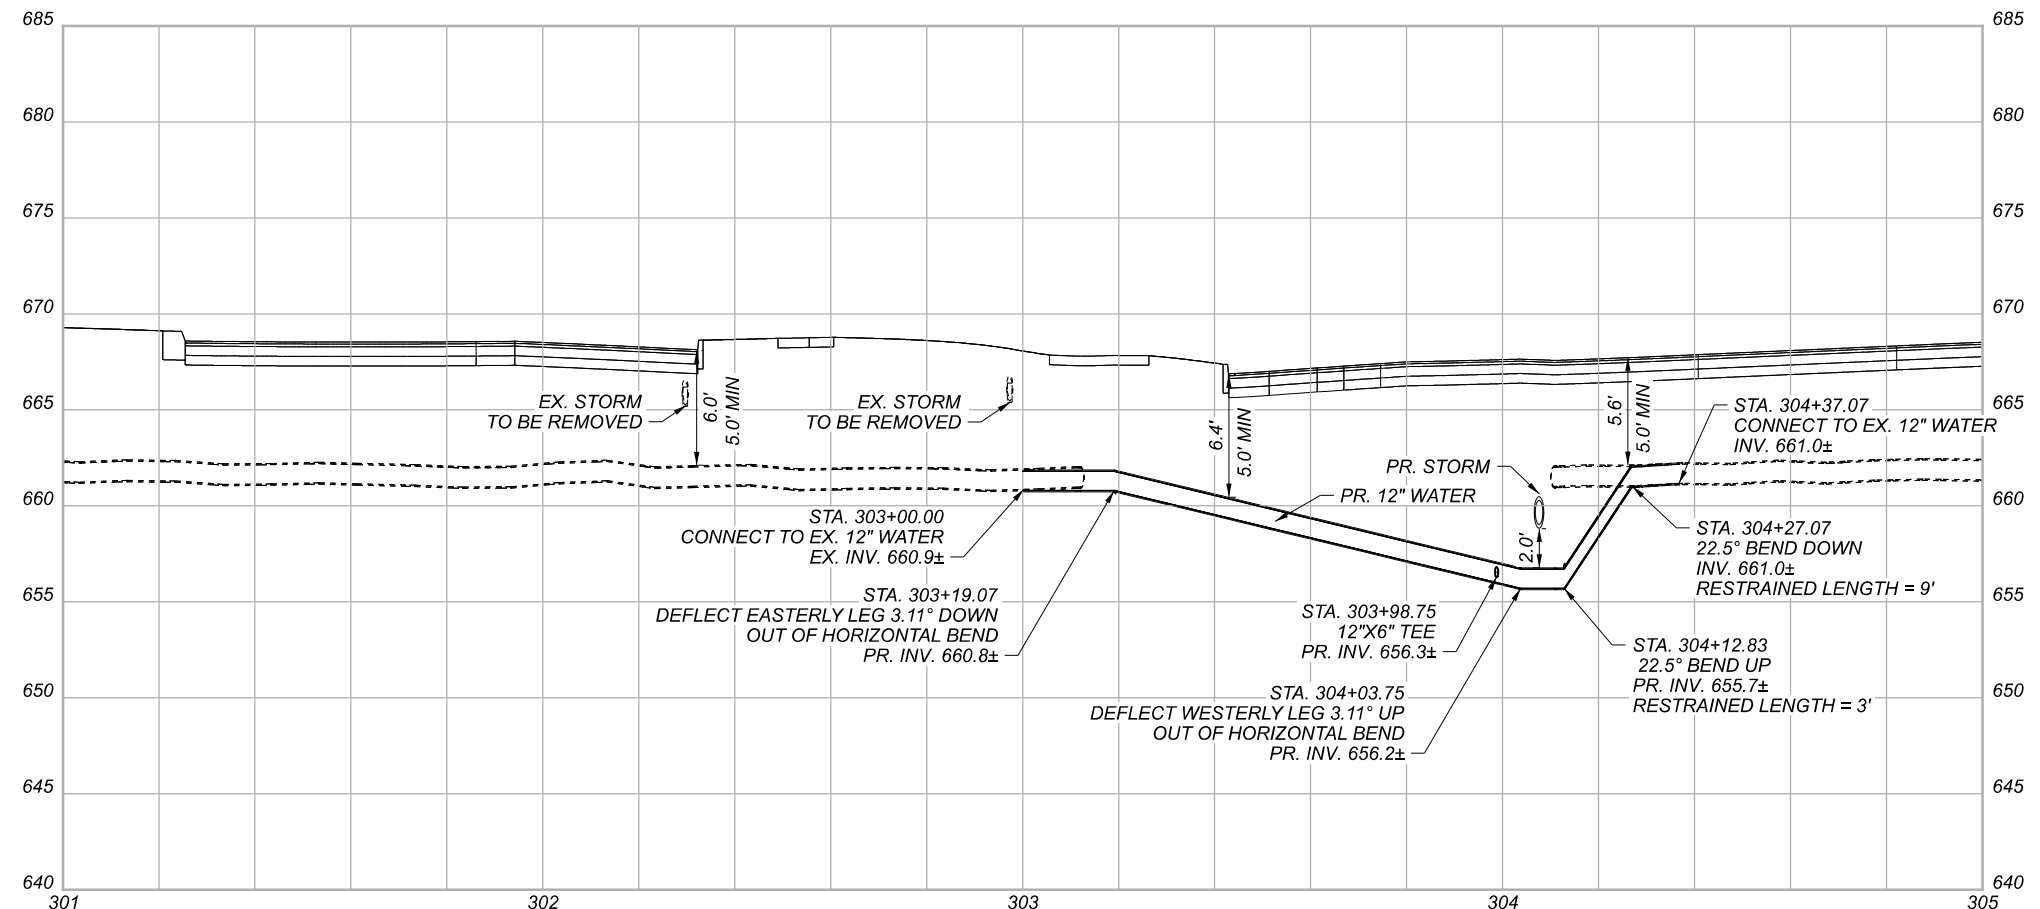 685
685
680
680
675
675
670
670
665
665
660
660
655
655
650
650
645
645
640
640
301
302
303
304
305
EX. STORM
TO BE REMOVED
6.0'
5.0' MIN
EX. STORM
TO BE REMOVED
6.4'
5.0' MIN
PR. STORM
PR. 12" WATER
2.0'
5.6'
5.0' MIN
STA. 304+37.07
CONNECT TO EX. 12" WATER
INV. 661.0±
STA. 303+00.00
CONNECT TO EX. 12" WATER
EX. INV. 660.9±
STA. 303+19.07
DEFLECT EASTERLY LEG 3.11° DOWN
OUT OF HORIZONTAL BEND
PR. INV. 660.8±
STA. 303+98.75
12"X6" TEE
PR. INV. 656.3±
STA. 304+03.75
DEFLECT WESTERLY LEG 3.11° UP
OUT OF HORIZONTAL BEND
PR. INV. 656.2±
STA. 304+27.07
22.5° BEND DOWN
INV. 661.0±
RESTRAINED LENGTH = 9'
STA. 304+12.83
22.5° BEND UP
PR. INV. 655.7±
RESTRAINED LENGTH = 3'